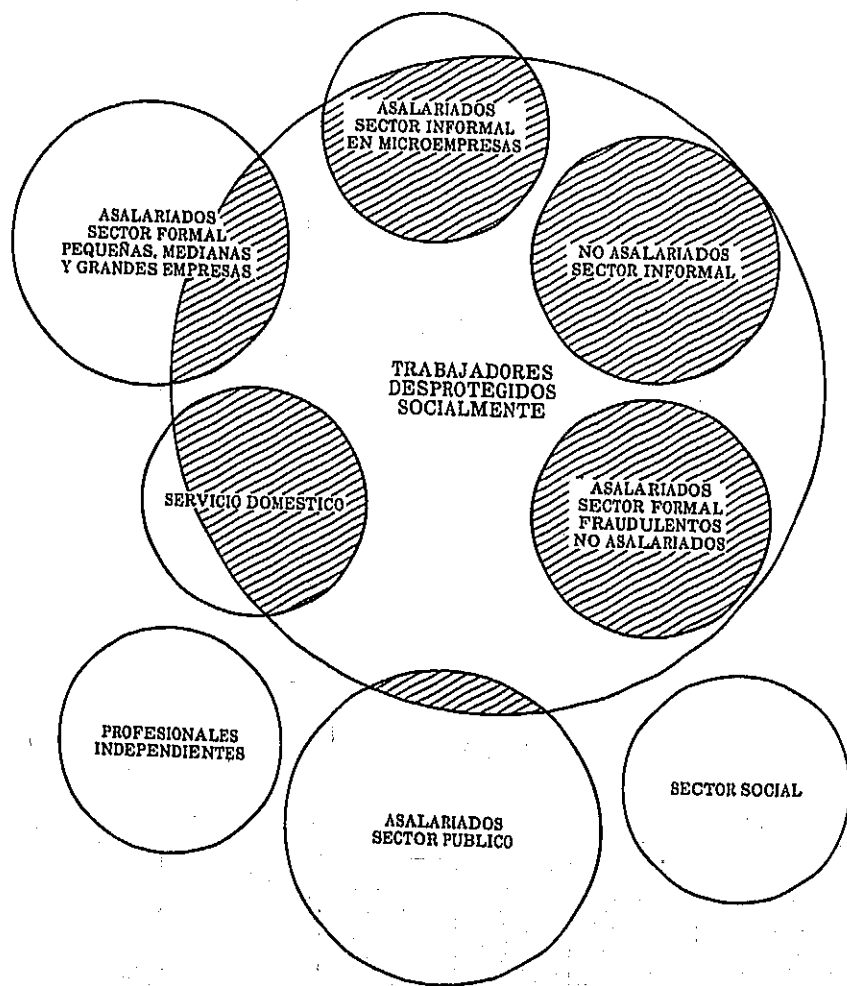 ASALARIADOS
SECTOR INFORMAL
EN MICROEMPRESAS
ASALARIADOS
SECTOR FORMAL
PEQUEÑAS, MEDIANAS
Y GRANDES EMPRESAS
NO ASALARIADOS
SECTOR INFORMAL
TRABAJADORES
DESPROTEGIDOS
SOCIALMENTE
SERVICIO DOMESTICO
ASALARIADOS
SECTOR FORMAL
FRAUDULENTOS
NO ASALARIADOS
PROFESIONALES
INDEPENDIENTES
ASALARIADOS
SECTOR PUBLICO
SECTOR SOCIAL